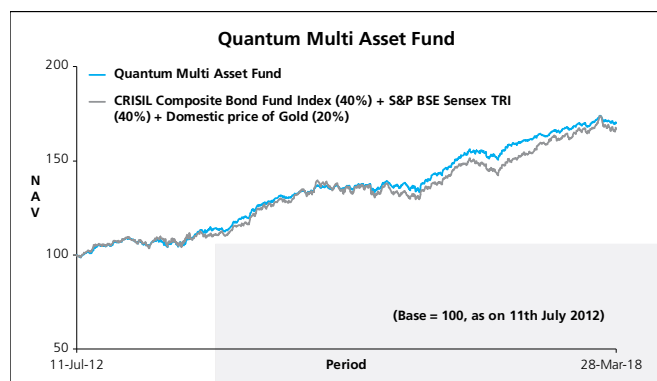 Quantum Multi Asset Fund
200
Quantum Multi Asset Fund
CRISIL Composite Bond Fund Index (40%) + S&P BSE Sensex TRI
(40%) + Domestic price of Gold (20%)
150
N
A
V
100
(Base = 100, as on 11th July 2012)
50
11-Jul-12 Period 28-Mar-18